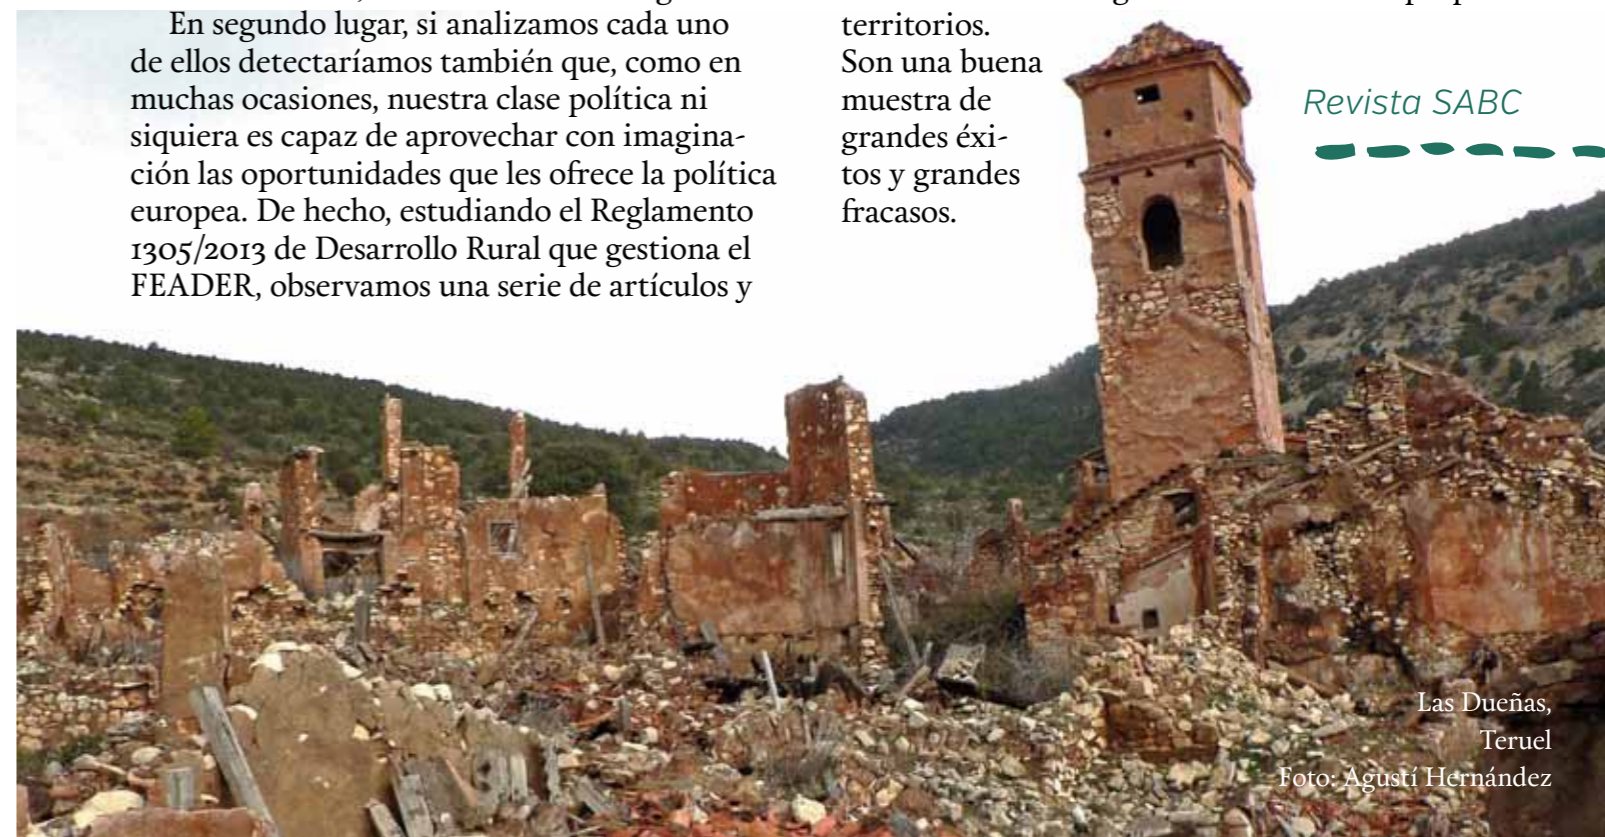 En segundo lugar, si analizamos cada uno
de ellos detectaríamos también que, como en
muchas ocasiones, nuestra clase política ni
siquiera es capaz de aprovechar con imagina-
ción las oportunidades que les ofrece la política
europea. De hecho, estudiando el Reglamento
1305/2013 de Desarrollo Rural que gestiona el
FEADER, observamos una serie de artículos y
territorios.
Son una buena
muestra de
grandes éxi-
tos y grandes
fracasos.
Revista SABC
Las Dueñas,
Teruel
Foto: Agustí Hernández